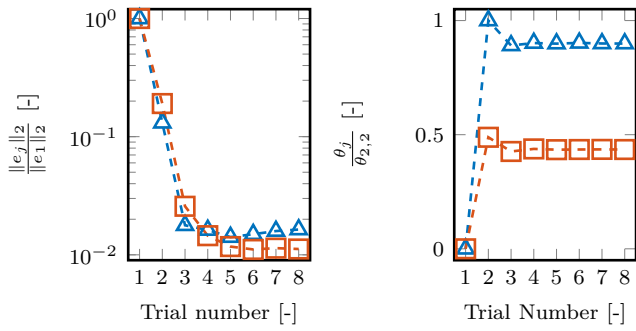 10^0
10^{-1}
10^{-2}
‖e_j‖_2 / ‖e_1‖_2 [-]
1 2 3 4 5 6 7 8
Trial number [-]
1
0.5
0
θ_j / θ_{2,2} [-]
1 2 3 4 5 6 7 8
Trial Number [-]